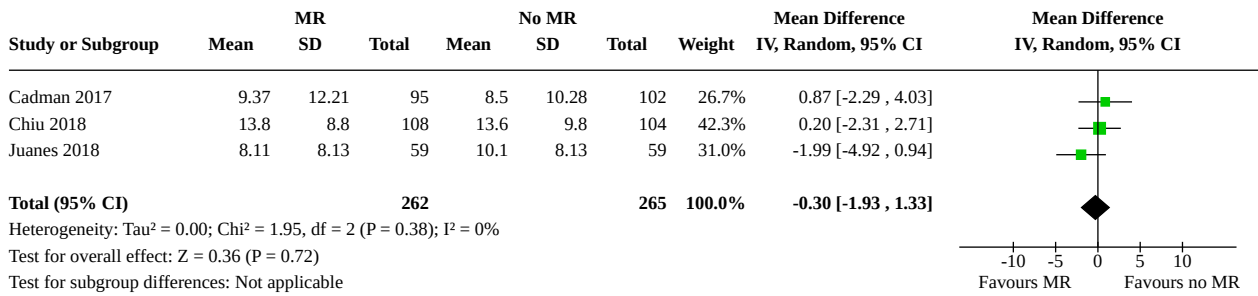 MR No MR Mean Difference Mean Difference
Study or Subgroup Mean SD Total Mean SD Total Weight IV, Random, 95% CI IV, Random, 95% CI
Cadman 2017 9.37 12.21 95 8.5 10.28 102 26.7% 0.87 [-2.29 , 4.03]
Chiu 2018 13.8 8.8 108 13.6 9.8 104 42.3% 0.20 [-2.31 , 2.71]
Juanes 2018 8.11 8.13 59 10.1 8.13 59 31.0% -1.99 [-4.92 , 0.94]
Total (95% CI) 262 265 100.0% -0.30 [-1.93 , 1.33]
Heterogeneity: Tau² = 0.00; Chi² = 1.95, df = 2 (P = 0.38); I² = 0%
Test for overall effect: Z = 0.36 (P = 0.72) -10 -5 0 5 10
Test for subgroup differences: Not applicable Favours MR Favours no MR